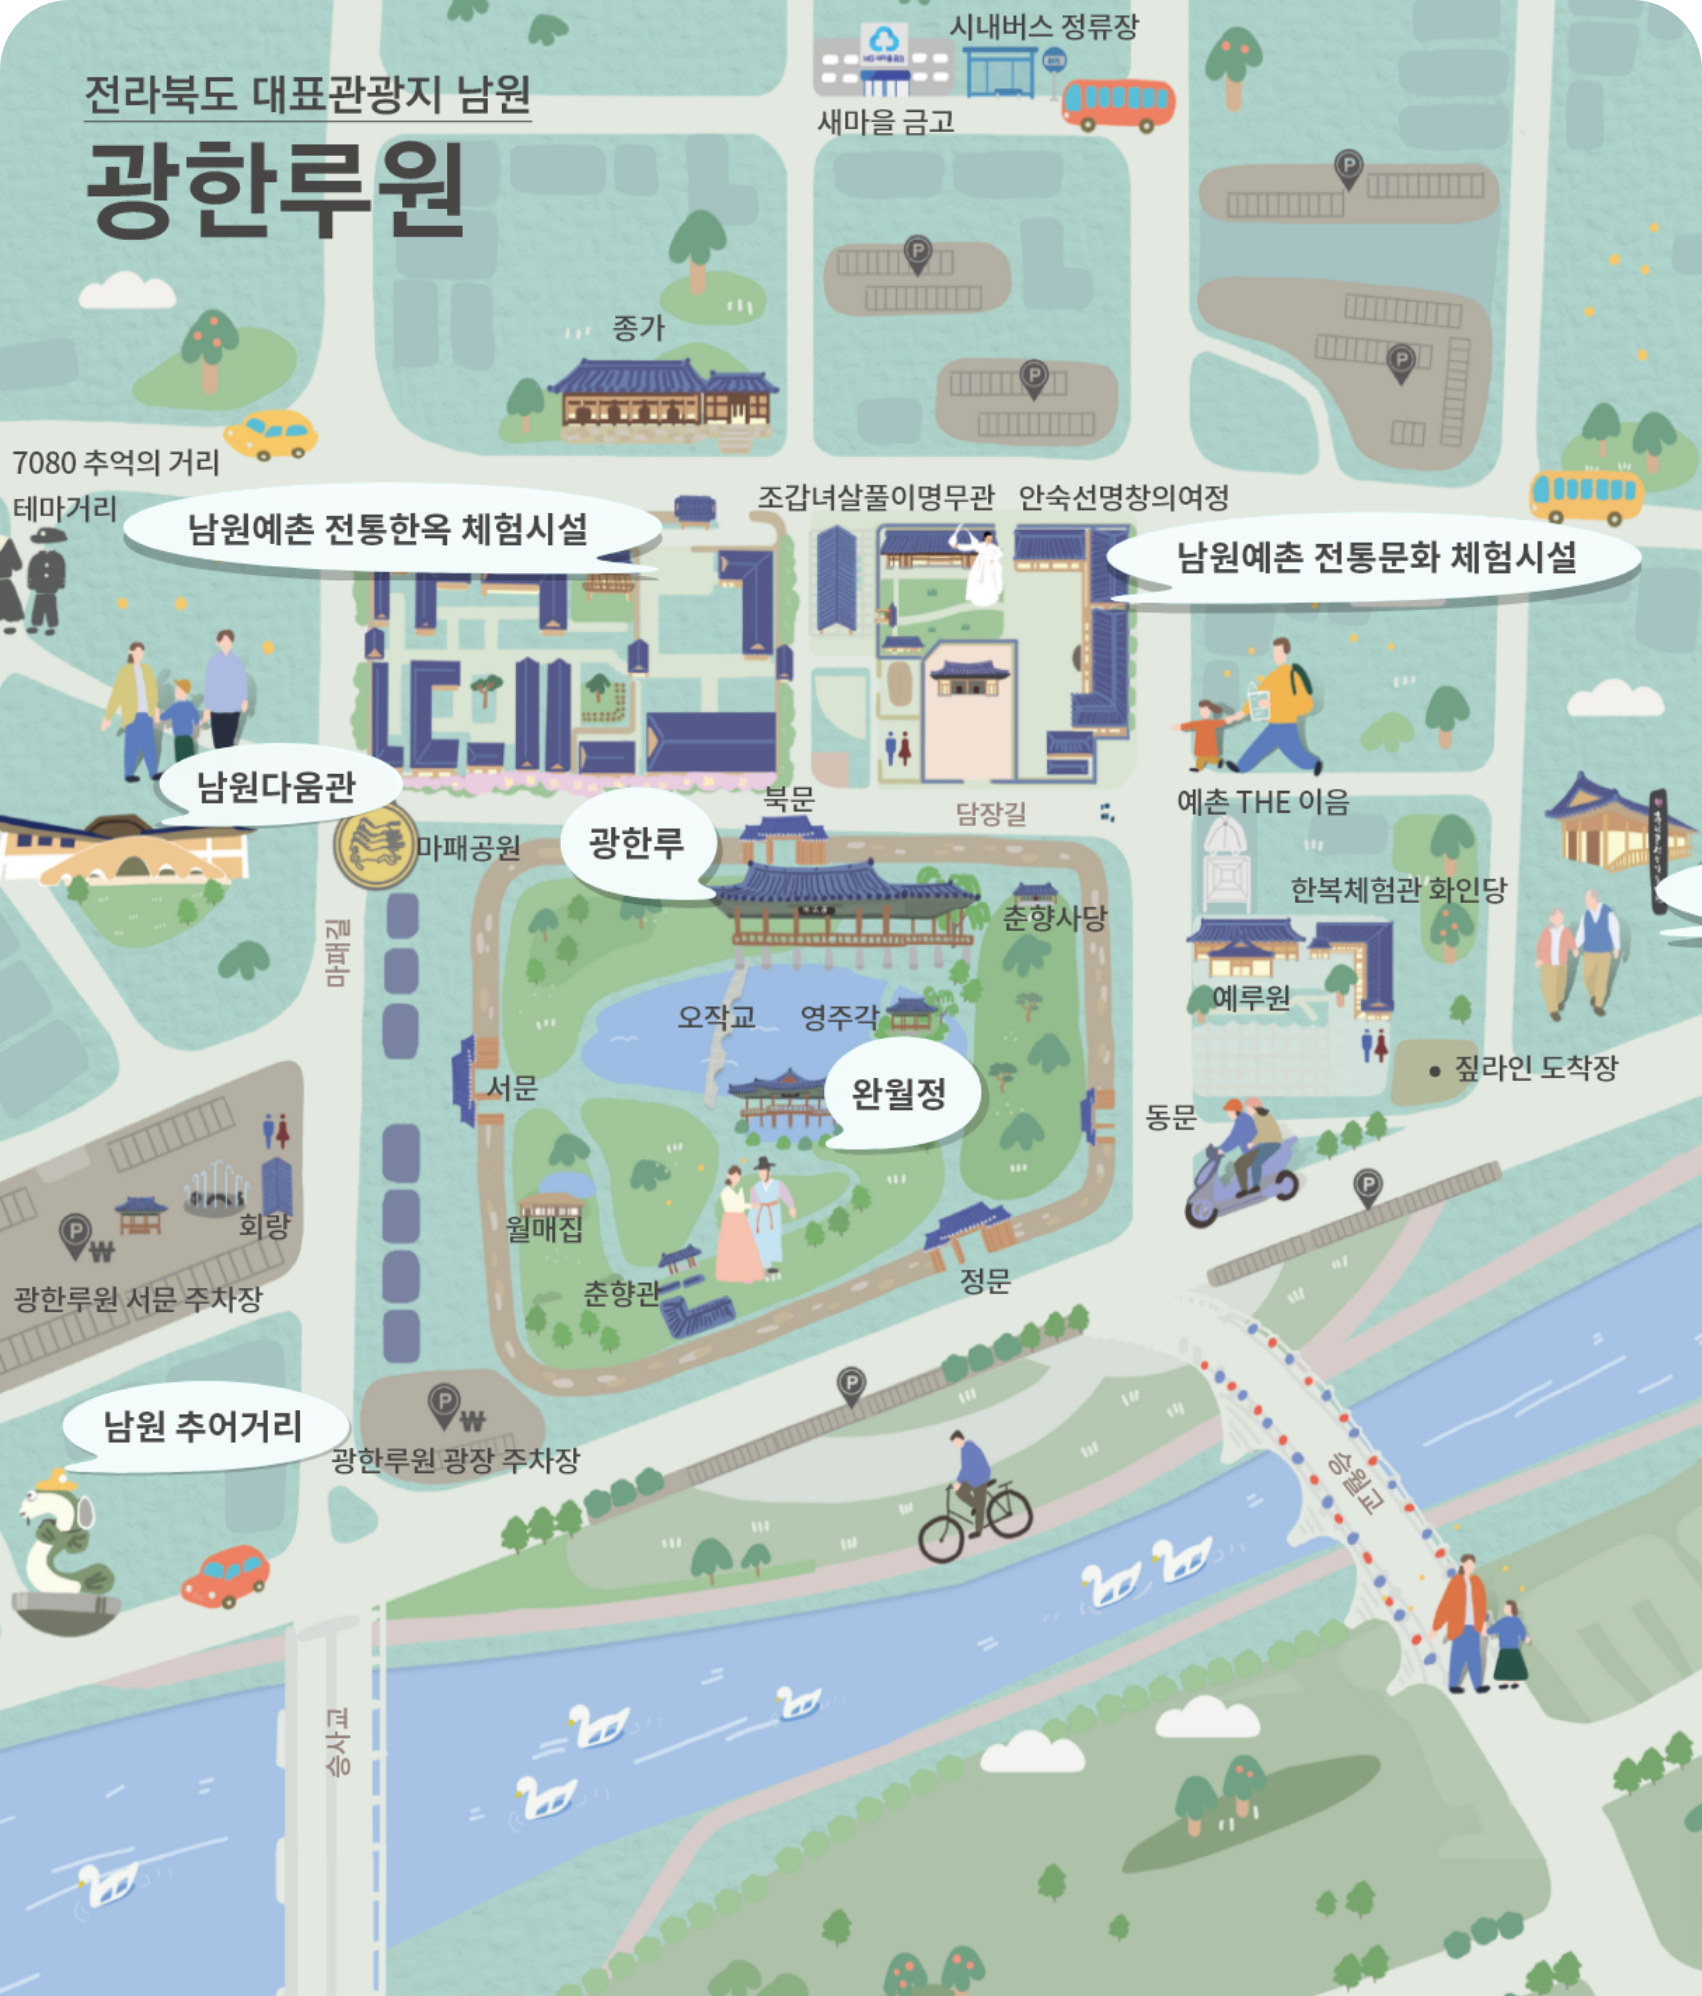 시내버스 정류장
전라북도 대표관광지 남원
광한루원
새마을 금고
P
P
종가
P
P
7080 추억의 거리
테마거리
조갑녀살풀이명무관
안숙선명창의여정
남원예촌 전통한옥 체험시설
남원예촌 전통문화 체험시설
남원다움관
북문
담장길
예촌 THE 이음
광한루
마패공원
한복체험관 화인당
춘향사당
마패길
오작교
영주각
예루원
서문
완월정
짚라인 도착장
동문
P
회랑
월매집
P ₩
정문
춘향관
광한루원 서문 주차장
P
P ₩
남원 추어거리
광한루원 광장 주차장
승월교
승사교